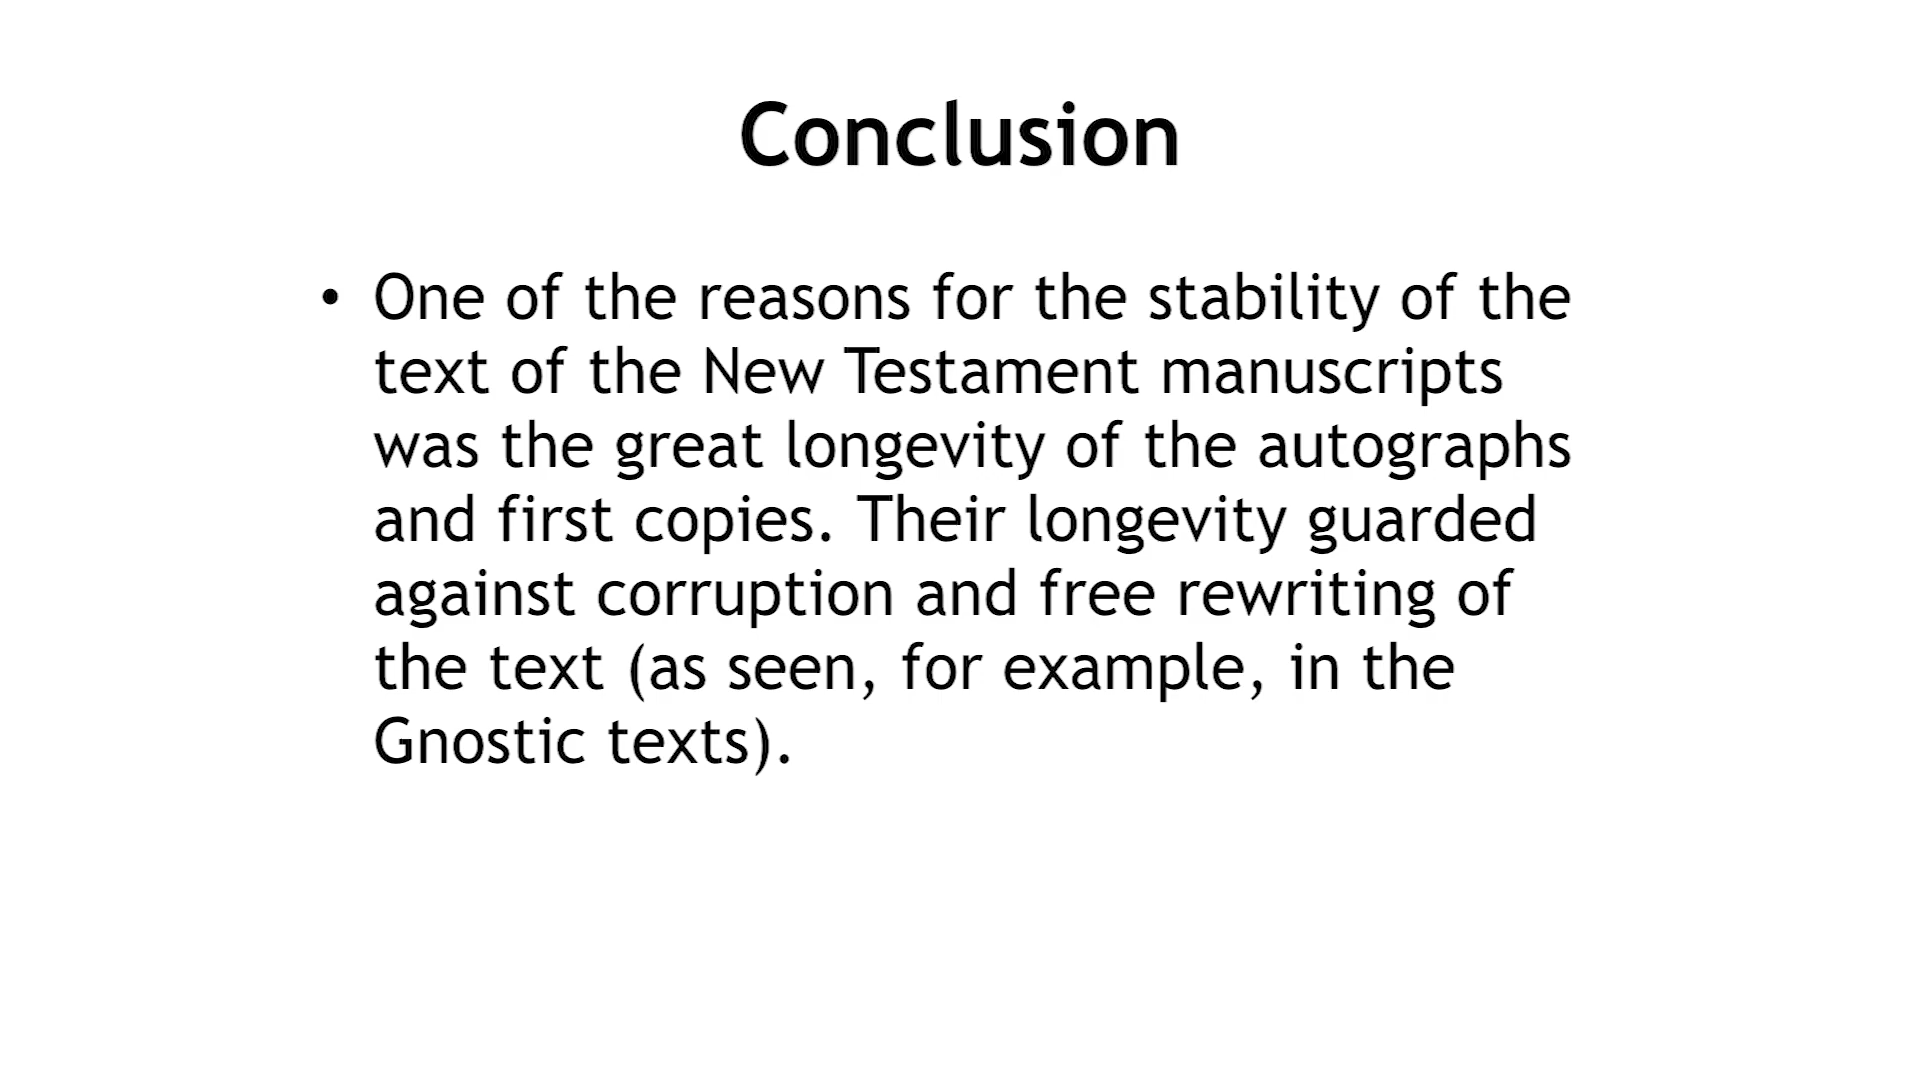 Conclusion
• One of the reasons for the stability of the
text of the New Testament manuscripts
was the great longevity of the autographs
and first copies. Their longevity guarded
against corruption and free rewriting of
the text (as seen, for example, in the
Gnostic texts).